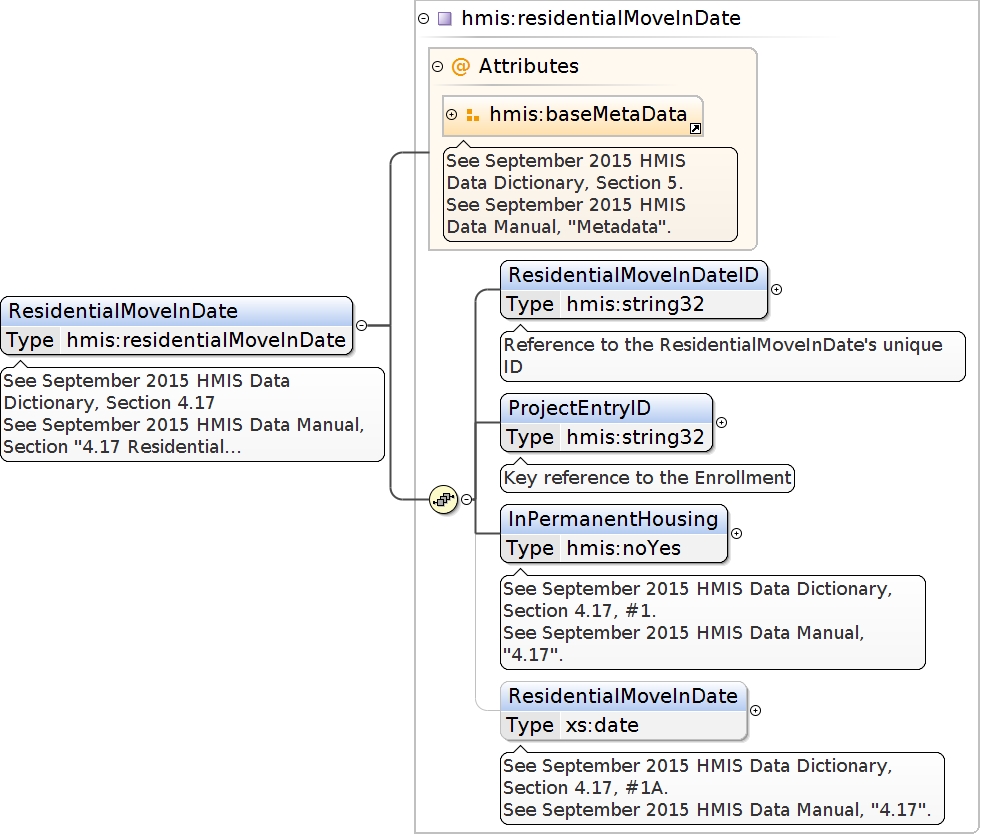 hmis:residentialMoveInDate
@ Attributes
hmis:baseMetaData
See September 2015 HMIS
Data Dictionary, Section 5.
See September 2015 HMIS
Data Manual, "Metadata".
ResidentialMoveInDate
Type hmis:residentialMoveInDate
See September 2015 HMIS Data
Dictionary, Section 4.17
See September 2015 HMIS Data Manual,
Section "4.17 Residential...
ResidentialMoveInDateID
Type hmis:string32
Reference to the ResidentialMoveInDate's unique
ID
ProjectEntryID
Type hmis:string32
Key reference to the Enrollment
InPermanentHousing
Type hmis:noYes
See September 2015 HMIS Data Dictionary,
Section 4.17, #1.
See September 2015 HMIS Data Manual,
"4.17".
ResidentialMoveInDate
Type xs:date
See September 2015 HMIS Data Dictionary,
Section 4.17, #1A.
See September 2015 HMIS Data Manual, "4.17".